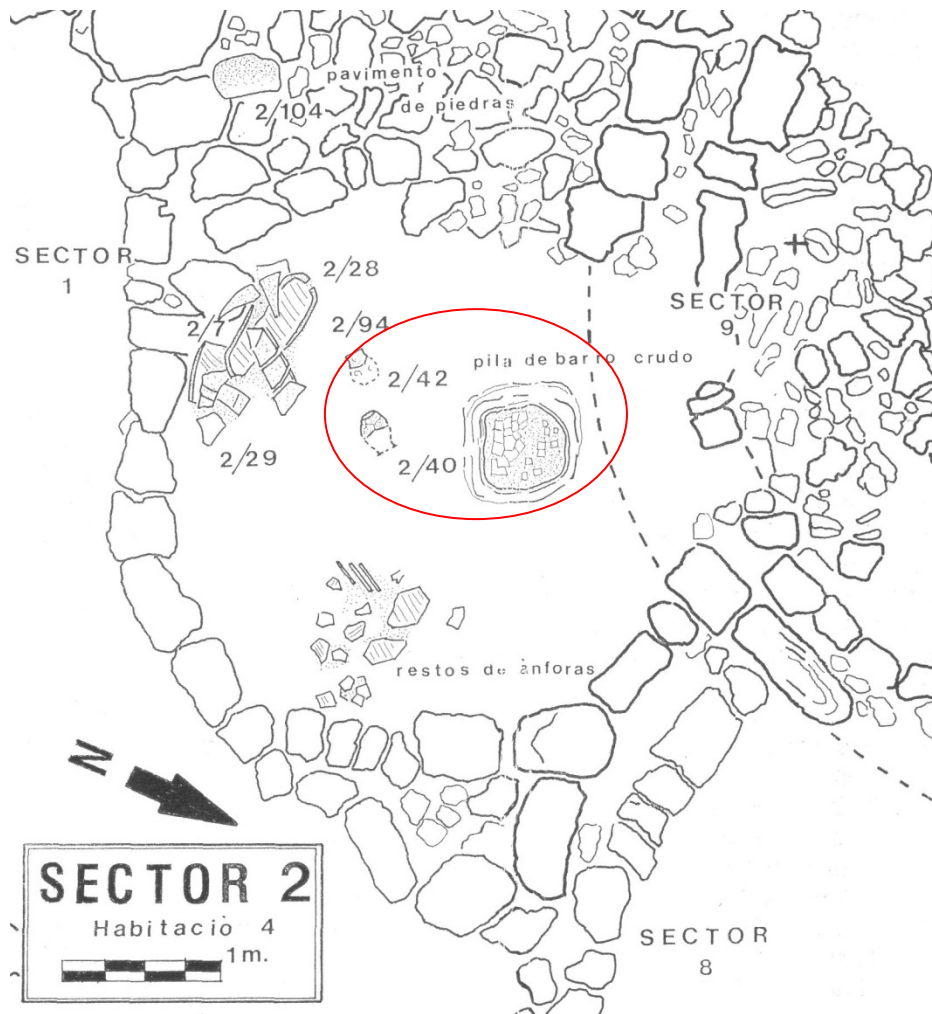 pavimento
de piedras
2/104
SECTOR
1
2/28
2/7
2/94
SECTOR
9
pila de barro crudo
2/42
2/29
2/40
restos de ànforas
N
SECTOR 2
Habitació 4
1m.
SECTOR
8